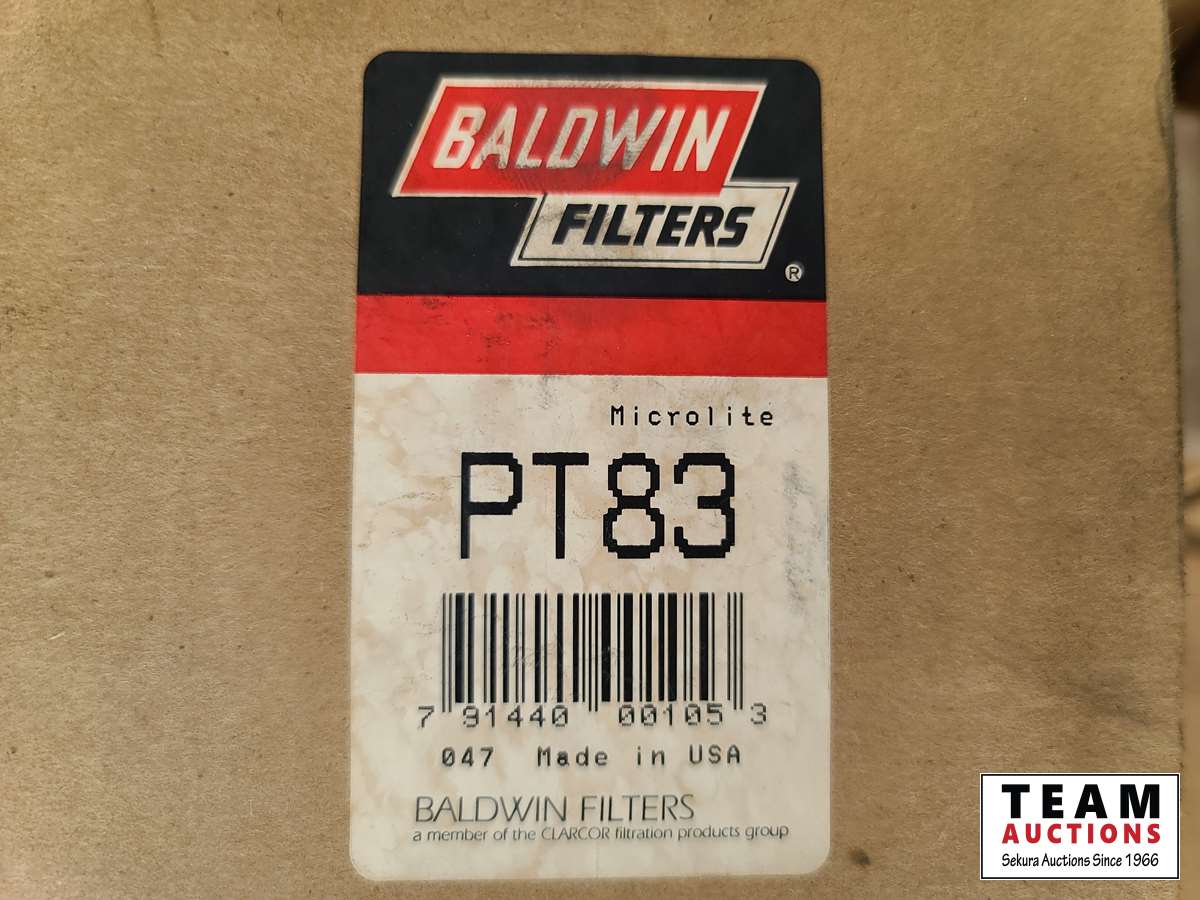 BALDWIN
FILTERS
®
Microlite
PT83
7 91440 00105 3
047 Made in USA
BALDWIN FILTERS
a member of the CLARCOR filtration products group
TEAM
AUCTIONS
Sekura Auctions Since 1966